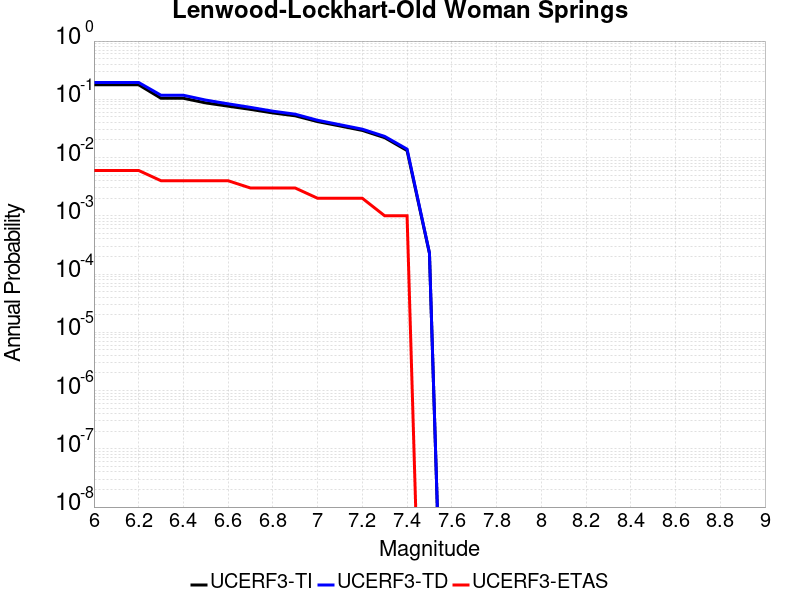 Lenwood-Lockhart-Old Woman Springs
10^0
10^-1
10^-2
10^-3
10^-4
10^-5
10^-6
10^-7
10^-8
Annual Probability
6 6.2 6.4 6.6 6.8 7 7.2 7.4 7.6 7.8 8 8.2 8.4 8.6 8.8 9
Magnitude
UCERF3-TI UCERF3-TD UCERF3-ETAS